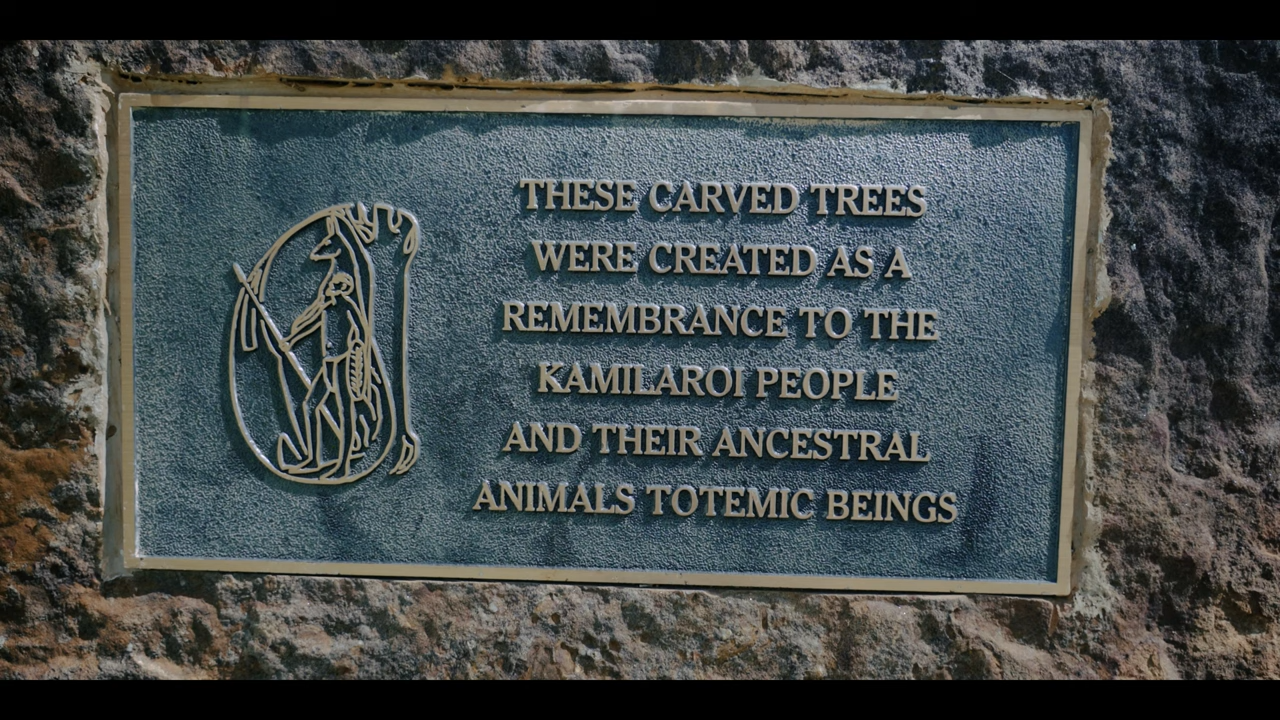 THESE CARVED TREES
WERE CREATED AS A
REMEMBRANCE TO THE
KAMILAROI PEOPLE
AND THEIR ANCESTRAL
ANIMALS TOTEMIC BEINGS